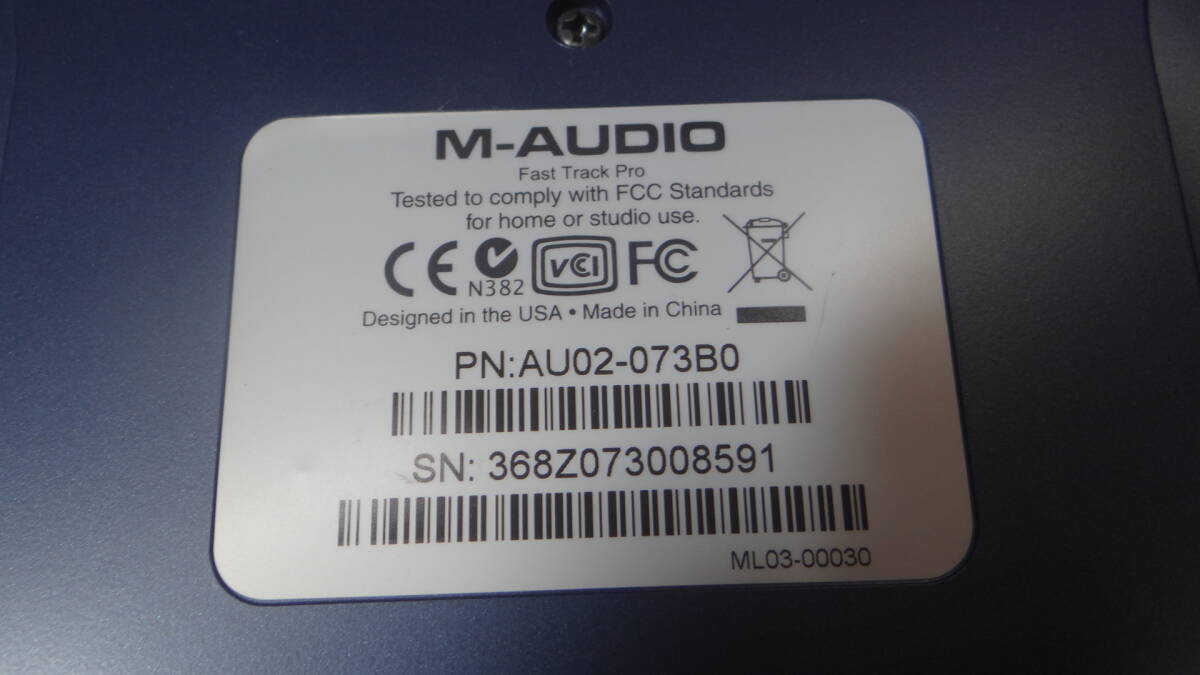 M-AUDIO
Fast Track Pro
Tested to comply with FCC Standards
for home or studio use.
CE N382 VCI FC
Designed in the USA • Made in China
PN:AU02-073B0
SN: 368Z073008591
ML03-00030